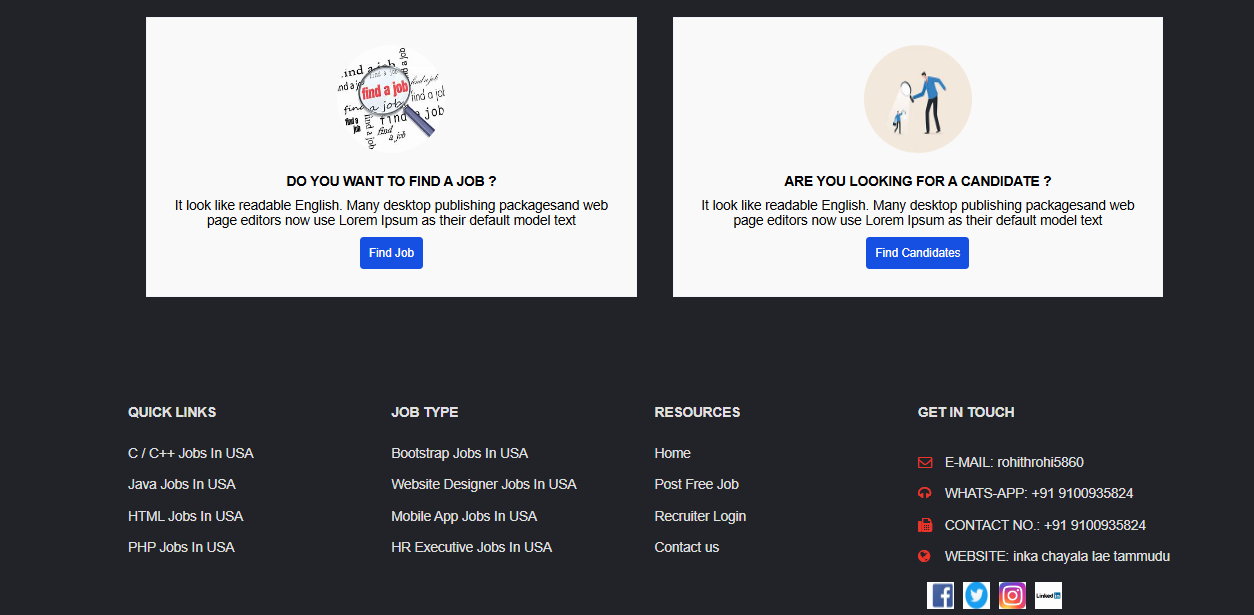 find a job
DO YOU WANT TO FIND A JOB ?
It look like readable English. Many desktop publishing packagesand web
page editors now use Lorem Ipsum as their default model text
Find Job
ARE YOU LOOKING FOR A CANDIDATE ?
It look like readable English. Many desktop publishing packagesand web
page editors now use Lorem Ipsum as their default model text
Find Candidates
QUICK LINKS
C / C++ Jobs In USA
Java Jobs In USA
HTML Jobs In USA
PHP Jobs In USA
JOB TYPE
Bootstrap Jobs In USA
Website Designer Jobs In USA
Mobile App Jobs In USA
HR Executive Jobs In USA
RESOURCES
Home
Post Free Job
Recruiter Login
Contact us
GET IN TOUCH
E-MAIL: rohithrohi5860
WHATS-APP: +91 9100935824
CONTACT NO.: +91 9100935824
WEBSITE: inka chayala lae tammudu
Linked in